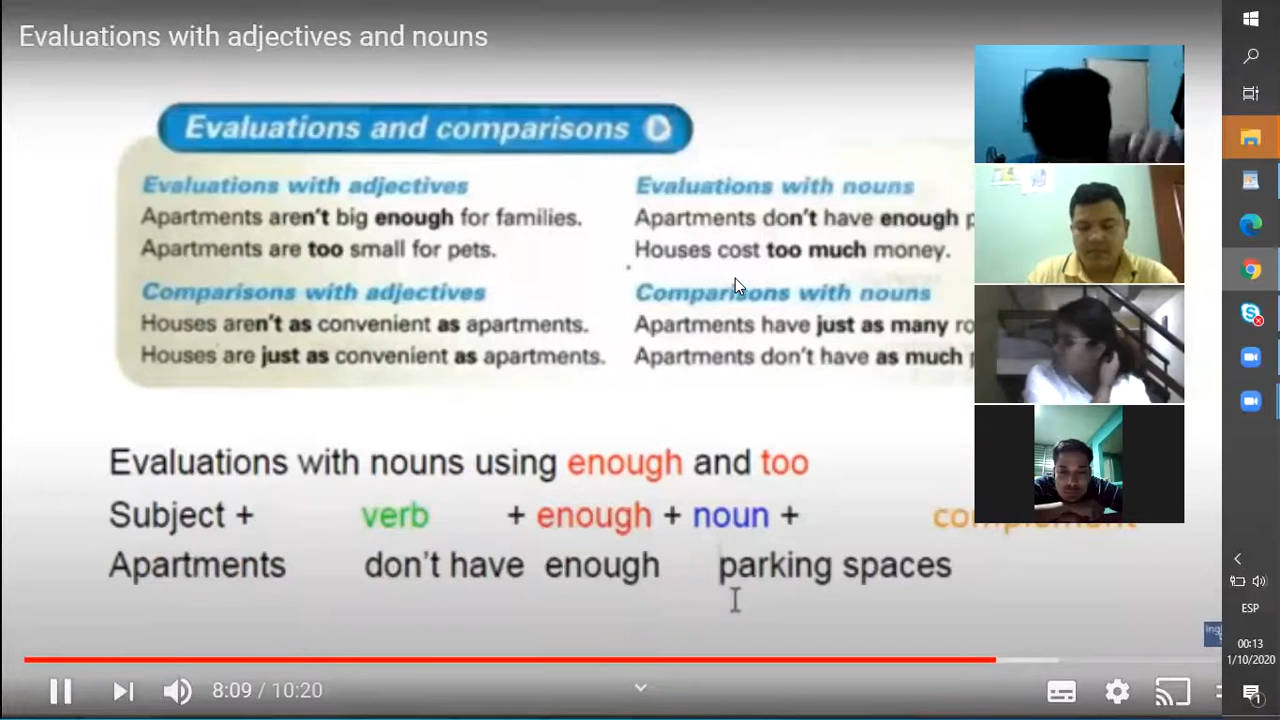 Evaluations with adjectives and nouns
Evaluations and comparisons
Evaluations with adjectives
Apartments aren't big enough for families.
Apartments are too small for pets.
Comparisons with adjectives
Houses aren't as convenient as apartments.
Houses are just as convenient as apartments.
Evaluations with nouns
Apartments don't have enough
Houses cost too much money.
Comparisons with nouns
Apartments have just as many
Apartments don't have as much
Evaluations with nouns using enough and too
Subject + verb + enough + noun + complement
Apartments don't have enough parking spaces
8:09 / 10:20
ESP
00:13
1/10/2020